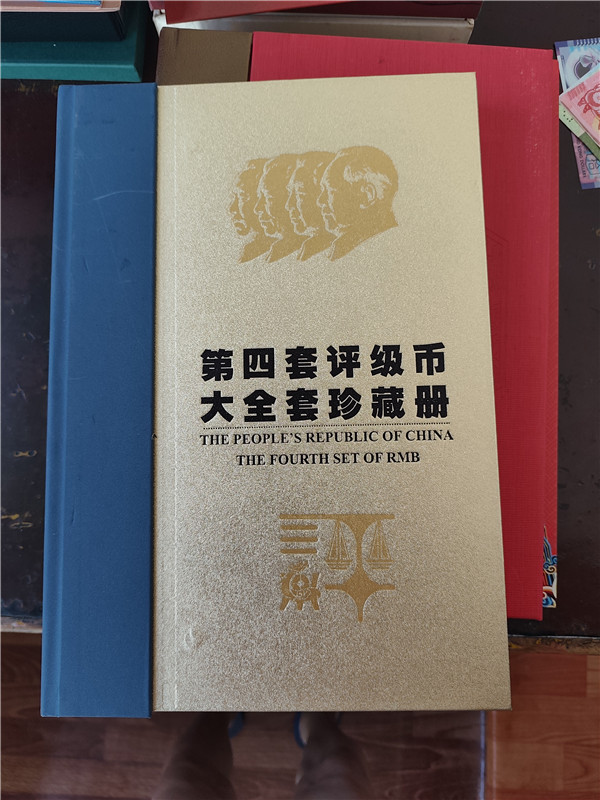 第四套评级币
大全套珍藏册
THE PEOPLE'S REPUBLIC OF CHINA
THE FOURTH SET OF RMB